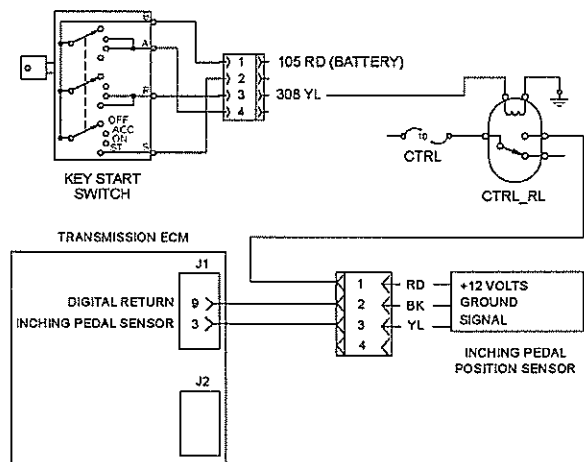 B
A
R
S
OFF
ACC
ON
ST
KEY START
SWITCH
1
2
3
4
105 RD (BATTERY)
308 YL
10
CTRL
CTRL_RL
TRANSMISSION ECM
J1
DIGITAL RETURN 9
INCHING PEDAL SENSOR 3
J2
1 RD +12 VOLTS
2 BK GROUND
3 YL SIGNAL
4
INCHING PEDAL
POSITION SENSOR